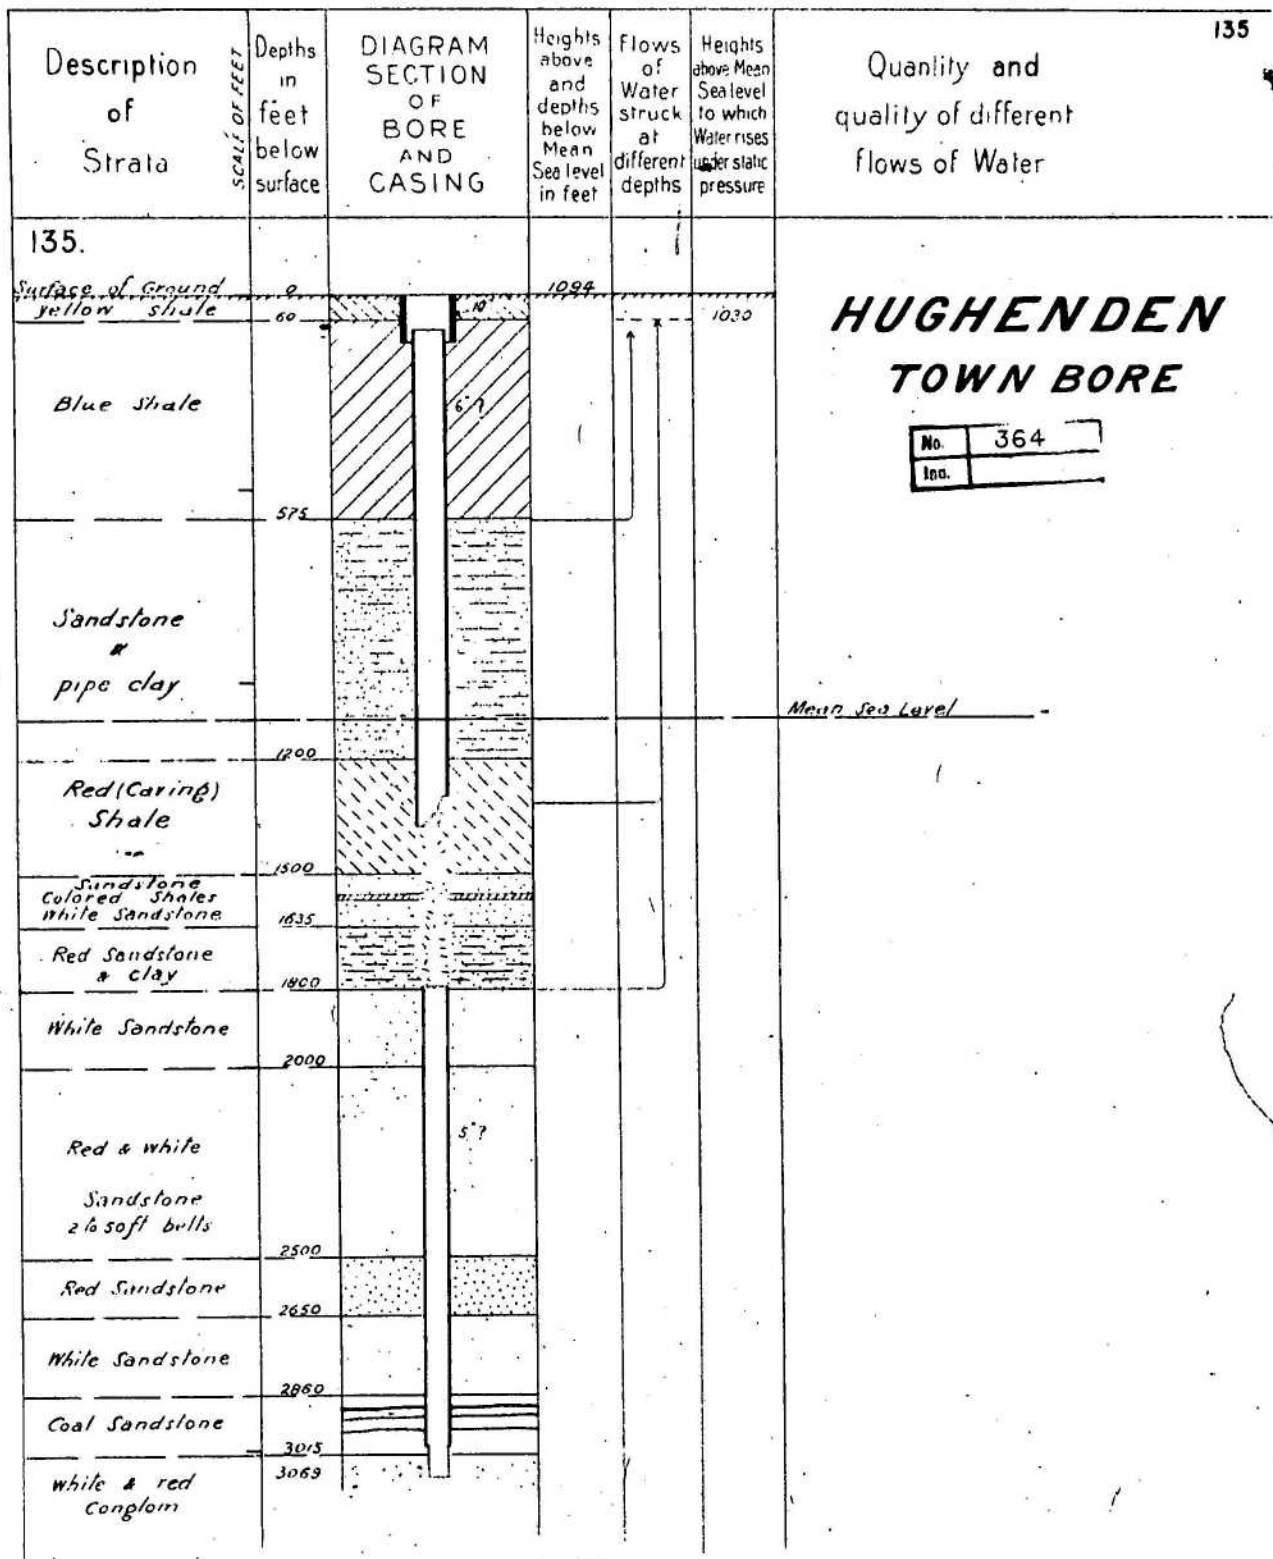 135
Description
of
Strata
SCALE OF FEET
Depths
in
feet
below
surface
DIAGRAM
SECTION
OF
BORE
AND
CASING
Heights
above
and
depths
below
Mean
Sea level
in feet
Flows
of
Water
struck
at
different
depths
Heights
above Mean
Sea level
to which
Water rises
under static
pressure
Quantity and
quality of different
flows of Water
135.
Surface of Ground 0 1094
yellow shale 60 10 1030
HUGHENDEN
TOWN BORE
No. 364
Ino.
Blue Shale
6"?
575
Sandstone
&
pipe clay
Mean Sea Level
1200
Red (Caving)
Shale
1500
Sandstone
Colored Shales
White Sandstone
1635
Red Sandstone
& clay
1800
White Sandstone
2000
Red & white
5"?
Sandstone
soft belts
2500
Red Sandstone
2650
White Sandstone
2860
Coal Sandstone
3015
3069
white & red
Conglom